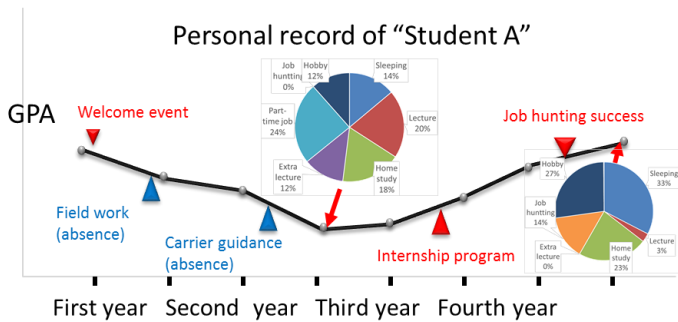 Personal record of “Student A”
GPA
Welcome event
Field work
(absence)
Carrier guidance
(absence)
Internship program
Job hunting success
Job
huntting
0%
Hobby
12%
Sleeping
14%
Part-
time job
24%
Lecture
20%
Extra
lecture
12%
Home
study
18%
Hobby
27%
Sleeping
33%
Job
huntting
14%
Extra
lecture
0%
Home
study
23%
Lecture
3%
First year
Second year
Third year
Fourth year